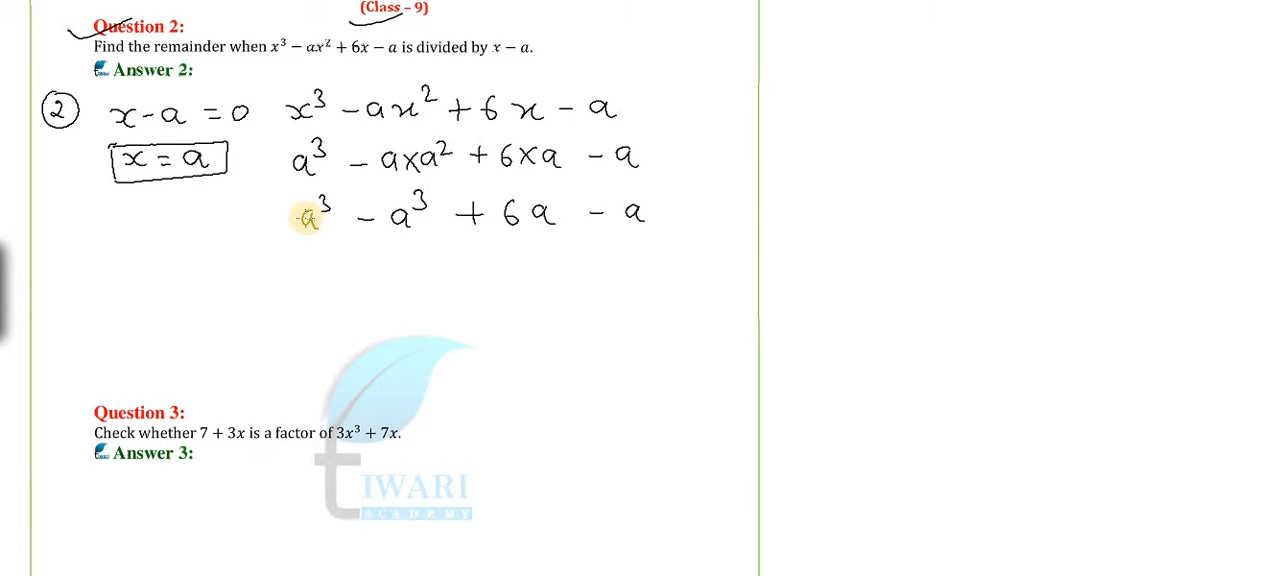 (Class – 9)
Question 2:
Find the remainder when x³ − ax² + 6x − a is divided by x − a.
Answer 2:
② x - a = 0 x³ - ax² + 6x - a
x = a a³ - a×a² + 6×a - a
a³ - a³ + 6a - a
Question 3:
Check whether 7 + 3x is a factor of 3x³ + 7x.
Answer 3:
tIWARI
ACADEMY